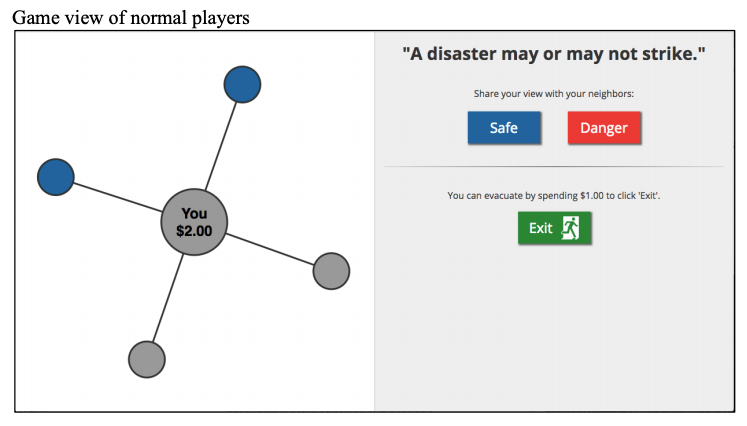 Game view of normal players
"A disaster may or may not strike."
Share your view with your neighbors:
Safe
Danger
You can evacuate by spending $1.00 to click 'Exit'.
Exit
You
$2.00